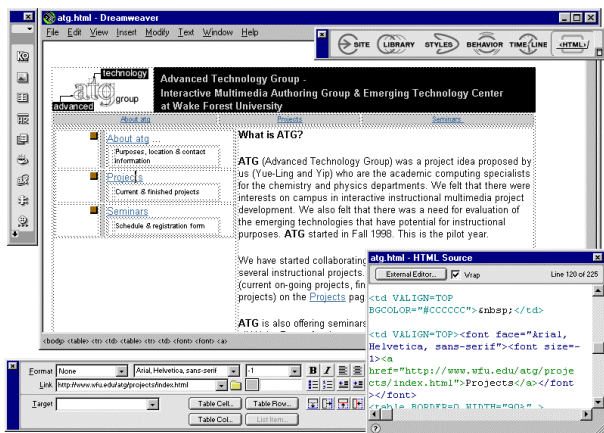 atg.html - Dreamweaver
File Edit View Insert Modify Text Window Help
SITE LIBRARY STYLES BEHAVIOR TIMELINE <HTML>
technology
atg group
advanced
Advanced Technology Group -
Interactive Multimedia Authoring Group & Emerging Technology Center
at Wake Forest University
About atg Projects Seminars
About atg ...
Purposes, location & contact
information
Projects
Current & finished projects
Seminars
Schedule & registration form
What is ATG?
ATG (Advanced Technology Group) was a project idea proposed by
us (Yue-Ling and Yip) who are the academic computing specialists
for the chemistry and physics departments. We felt that there were
interests on campus in interactive instructional multimedia project
development. We also felt that there was a need for evaluation of
the emerging technologies that have potential for instructional
purposes. ATG started in Fall 1998. This is the pilot year.
We have started collaborating
several instructional projects.
(current on-going projects, fin
projects) on the Projects pag
ATG is also offering seminars
<body> <table> <tr> <td> <table> <tr> <td> <font> <font> <a>
atg.html - HTML Source
External Editor... Wrap Line 120 of 225
<td VALIGN=TOP
BGCOLOR="#CCCCCC">&nbsp;</td>
<td VALIGN=TOP><font face="Arial,
Helvetica, sans-serif"><font size=-
1><a
href="http://www.wfu.edu/atg/proje
cts/index.html">Projects</a></font
></font>
<table BORDER=0 WIDTH="90%" >
Format None Arial, Helvetica, sans-serif -1 B I
Link http://www.wfu.edu/atg/projects/index.html
Target Table Cell... Table Row...
Table Col... List Item...